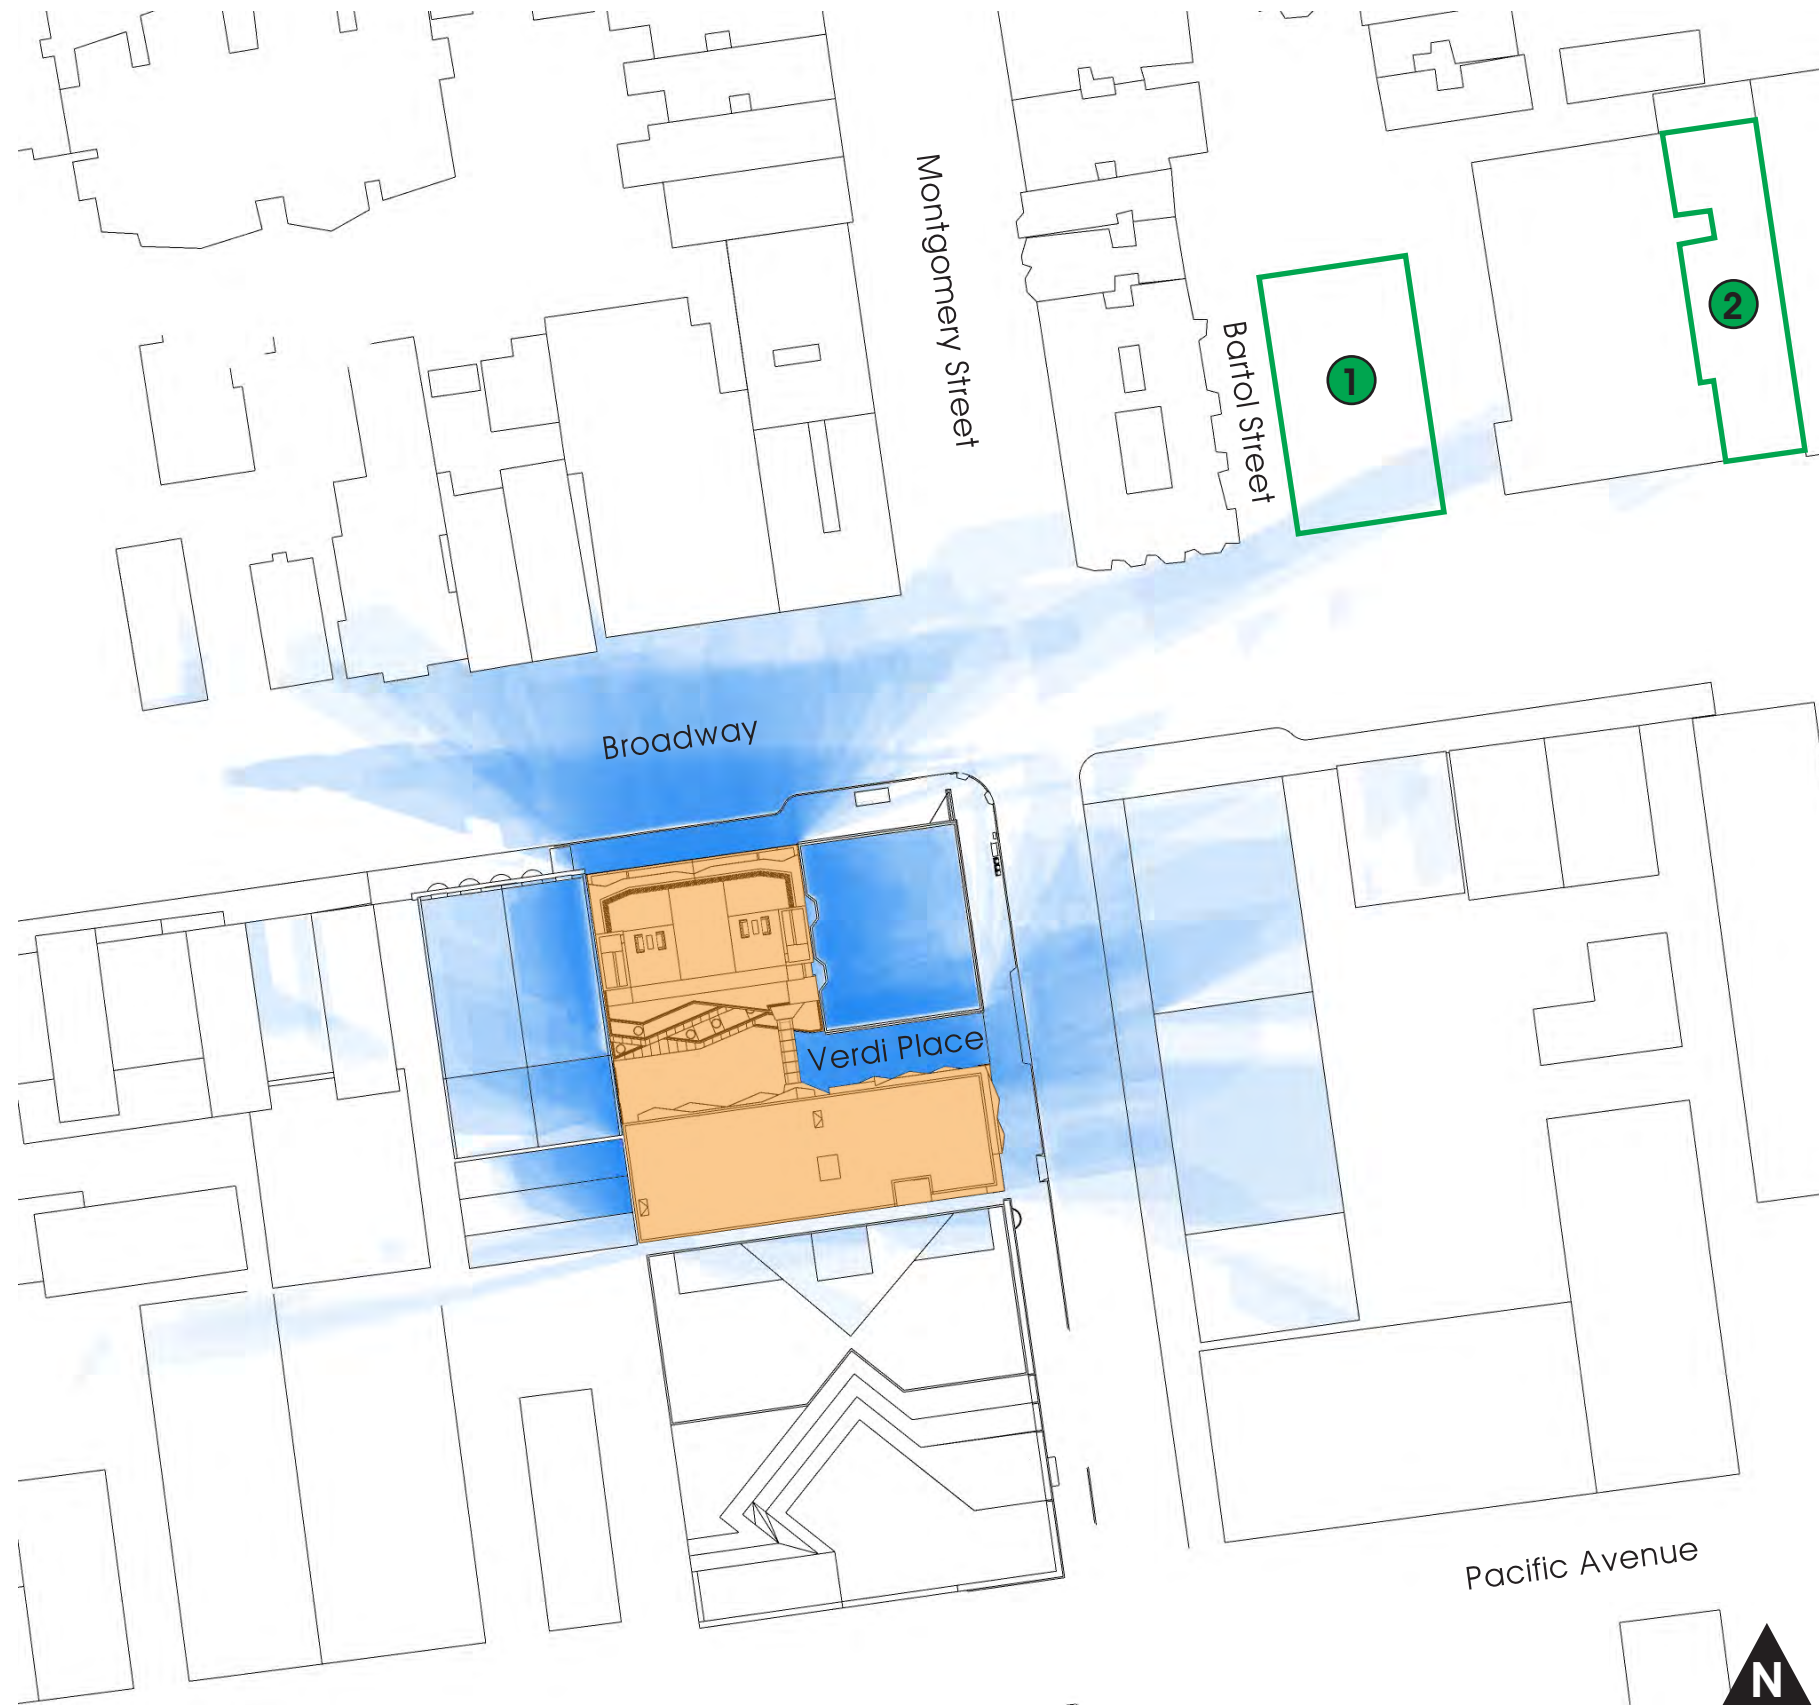 Montgomery Street
2
Bartol Street
1
Broadway
Verdi Place
Pacific Avenue
N